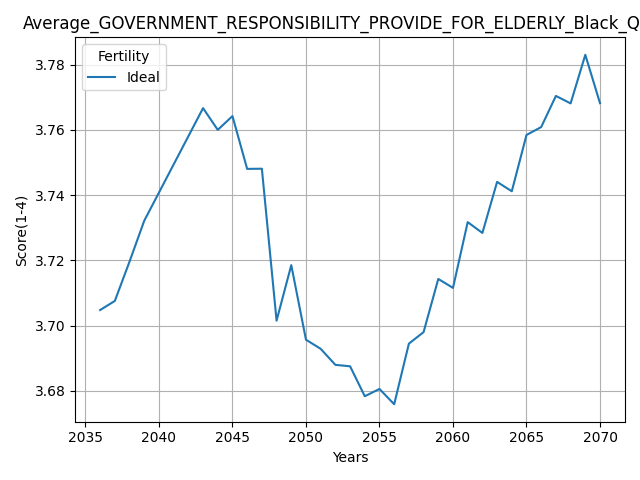 Average_GOVERNMENT_RESPONSIBILITY_PROVIDE_FOR_ELDERLY_Black_Q
Fertility
Ideal
Score(1-4)
3.78
3.76
3.74
3.72
3.70
3.68
2035 2040 2045 2050 2055 2060 2065 2070
Years